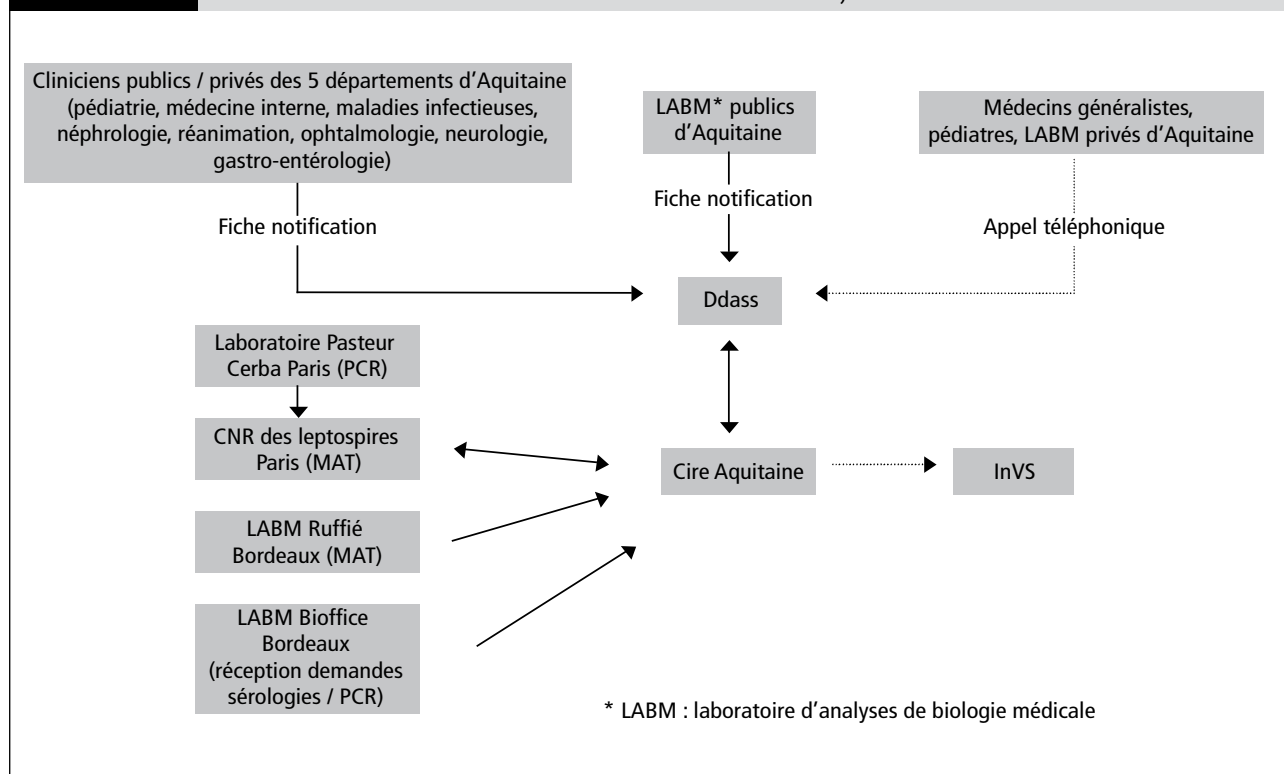 Cliniciens publics / privés des 5 départements d'Aquitaine
(pédiatrie, médecine interne, maladies infectieuses,
néphrologie, réanimation, ophtalmologie, neurologie,
gastro-entérologie)
LABM* publics
d'Aquitaine
Médecins généralistes,
pédiatres, LABM privés d'Aquitaine
Fiche notification
Fiche notification
Appel téléphonique
Ddass
Laboratoire Pasteur
Cerba Paris (PCR)
CNR des leptospires
Paris (MAT)
Cire Aquitaine
InVS
LABM Ruffié
Bordeaux (MAT)
LABM Bioffice
Bordeaux
(réception demandes
sérologies / PCR)
* LABM : laboratoire d'analyses de biologie médicale